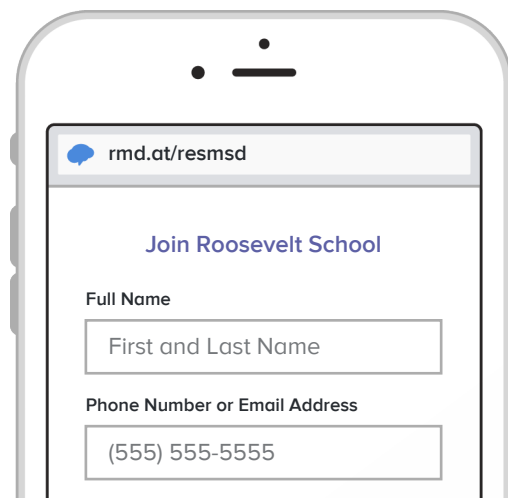 rmd.at/resmsd
Join Roosevelt School
Full Name
First and Last Name
Phone Number or Email Address
(555) 555-5555